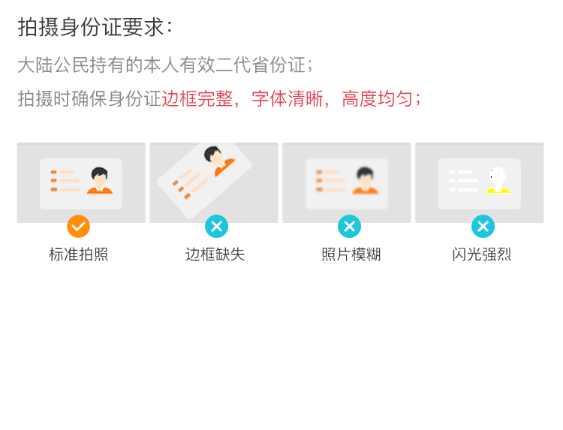 拍摄身份证要求：
大陆公民持有的本人有效二代省份证；
拍摄时确保身份证边框完整，字体清晰，高度均匀；
标准拍照
边框缺失
照片模糊
闪光强烈